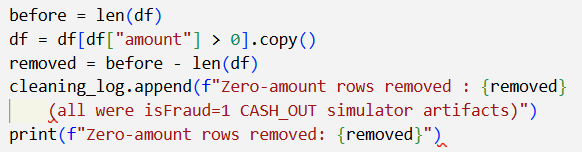 before = len(df)
df = df[df["amount"] > 0].copy()
removed = before - len(df)
cleaning_log.append(f"Zero-amount rows removed : {removed}
(all were isFraud=1 CASH_OUT simulator artifacts)")
print(f"Zero-amount rows removed: {removed}")